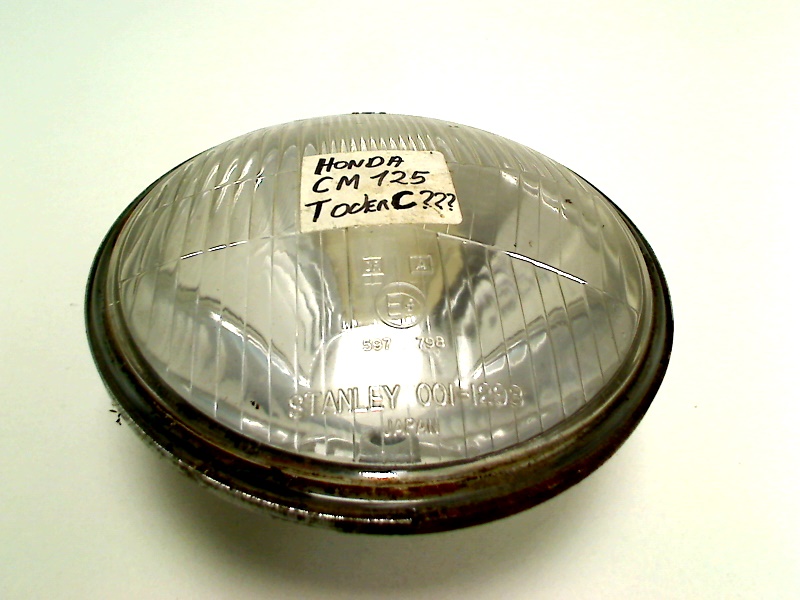 HONDA
CM 125
T oder C???
A
E
597 798
STANLEY 001-1293
JAPAN